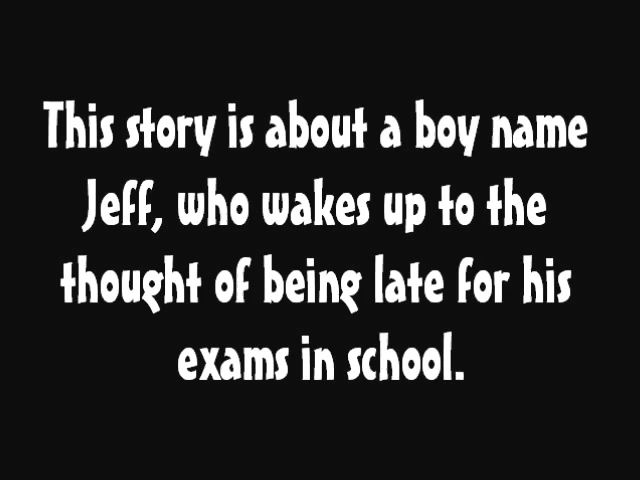 This story is about a boy name
Jeff, who wakes up to the
thought of being late for his
exams in school.